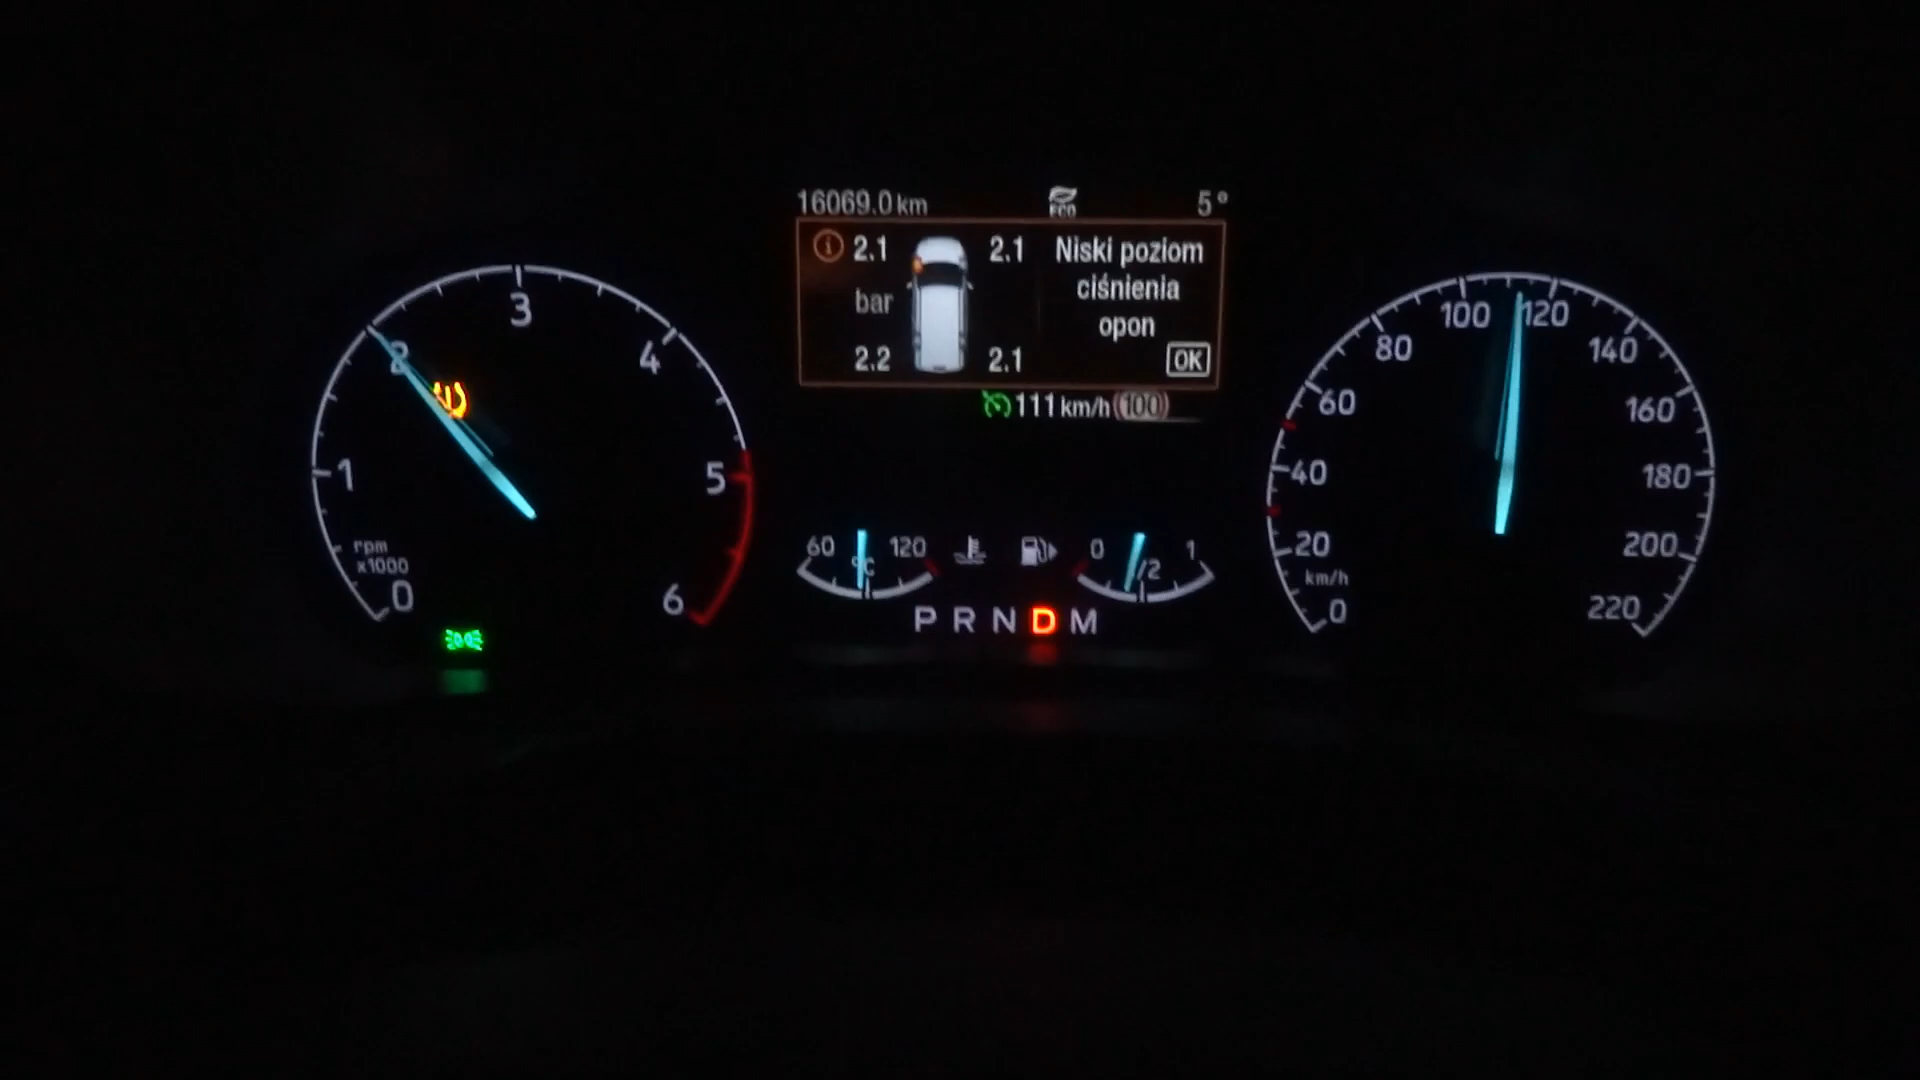 16069.0 km ECO 5°
2.1 2.1 Niski poziom
bar ciśnienia
opon
2.2 2.1 OK
111 km/h 100
0 1 2 3 4 5 6
rpm
x1000
60 °C 120
0 1/2 1
P R N D M
0 20 40 60 80 100 120 140 160 180 200 220
km/h